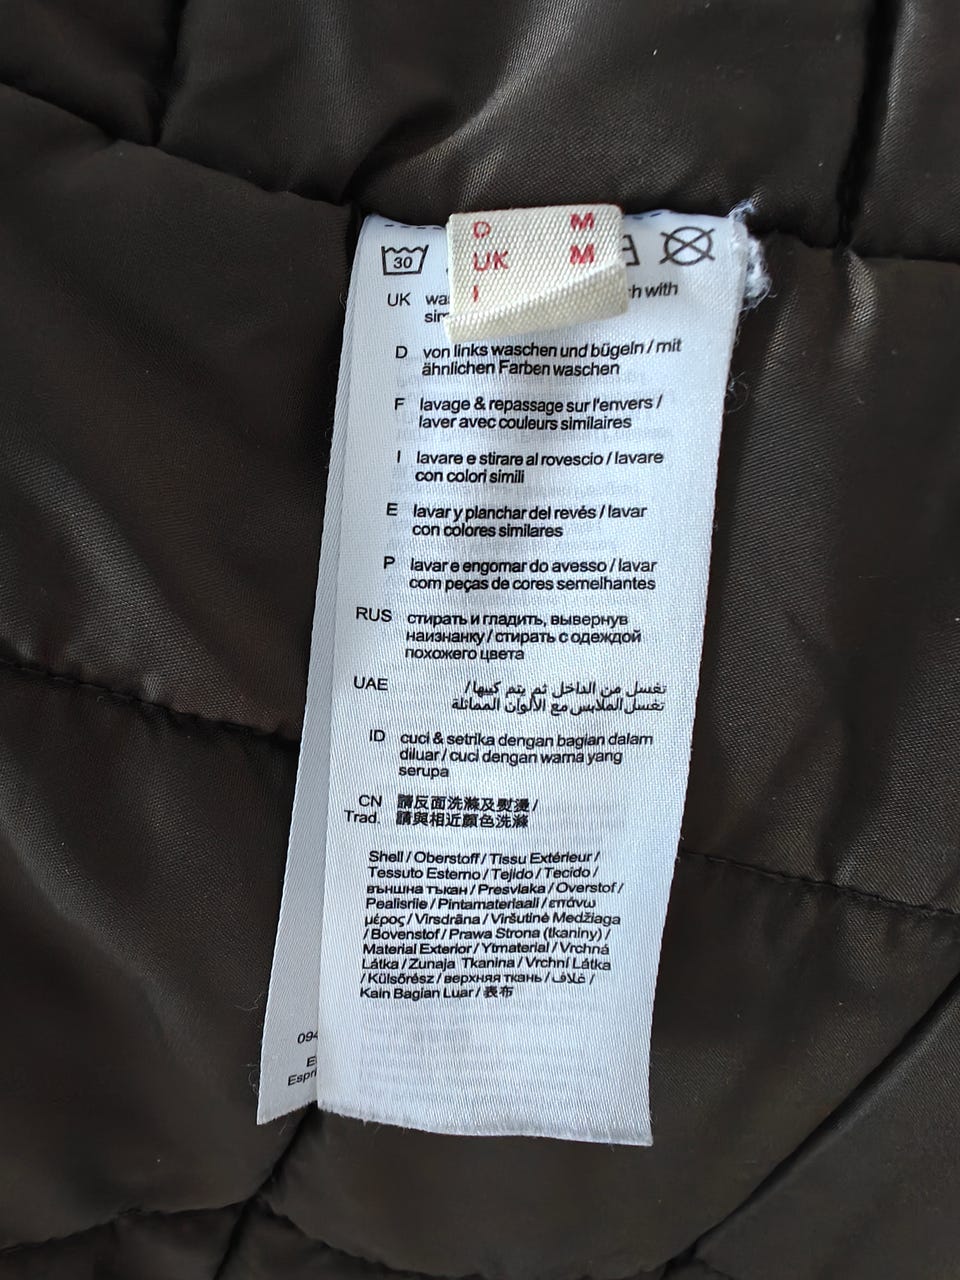 D M
UK M
I
30
UK
with
D von links waschen und bügeln / mit
ähnlichen Farben waschen
F lavage & repassage sur l'envers /
laver avec couleurs similaires
I lavare e stirare al rovescio / lavare
con colori simili
E lavar y planchar del revés / lavar
con colores similares
P lavar e engomar do avesso / lavar
com peças de cores semelhantes
RUS стирать и гладить, вывернув
наизнанку / стирать с одеждой
похожего цвета
UAE تغسل من الداخل ثم يتم كييها/
تغسل الملابس مع الألوان المماثلة
ID cuci & setrika dengan bagian dalam
diluar / cuci dengan warna yang
serupa
CN 請反面洗滌及熨燙 /
Trad. 請與相近顏色洗滌
Shell / Oberstoff / Tissu Extérieur /
Tessuto Esterno / Tejido / Tecido /
външна тъкан / Presvlaka / Overstof /
Pealisriie / Pintamateriaali / επάνω
μέρος / Virsdrāna / Viršutinė Medžiaga
/ Bovenstof / Prawa Strona (tkaniny) /
Material Exterior / Ytmaterial / Vrchná
Látka / Zunaja Tkanina / Vrchní Látka
/ Külsőrész / верхняя ткань / غلاف /
Kain Bagian Luar / 表布
094